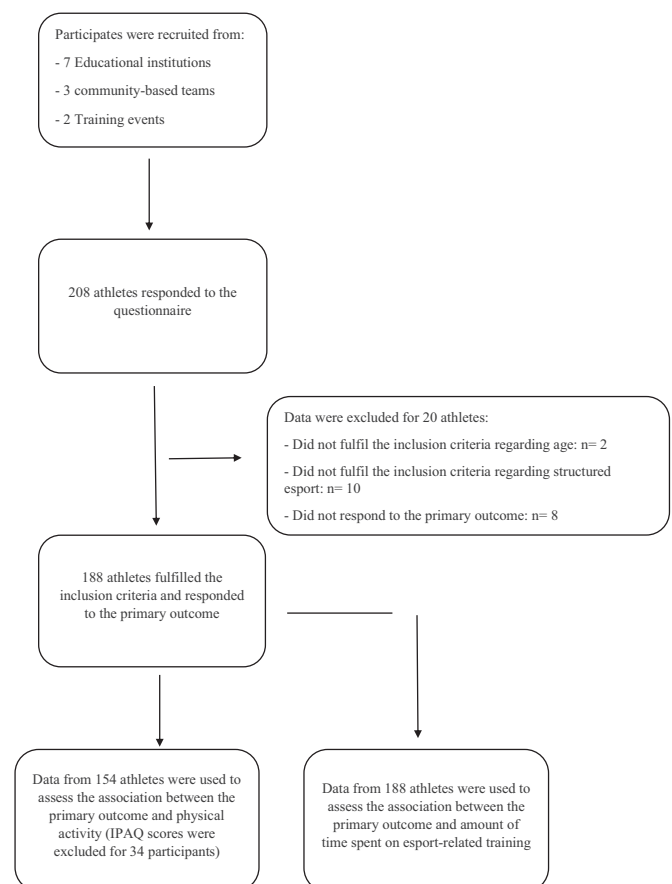 Participates were recruited from:
- 7 Educational institutions
- 3 community-based teams
- 2 Training events
208 athletes responded to the
questionnaire
Data were excluded for 20 athletes:
- Did not fulfil the inclusion criteria regarding age: n= 2
- Did not fulfil the inclusion criteria regarding structured
esport: n= 10
- Did not respond to the primary outcome: n= 8
188 athletes fulfilled the
inclusion criteria and responded
to the primary outcome
Data from 154 athletes were used to
assess the association between the
primary outcome and physical
activity (IPAQ scores were
excluded for 34 participants)
Data from 188 athletes were used to
assess the association between the
primary outcome and amount of
time spent on esport-related training